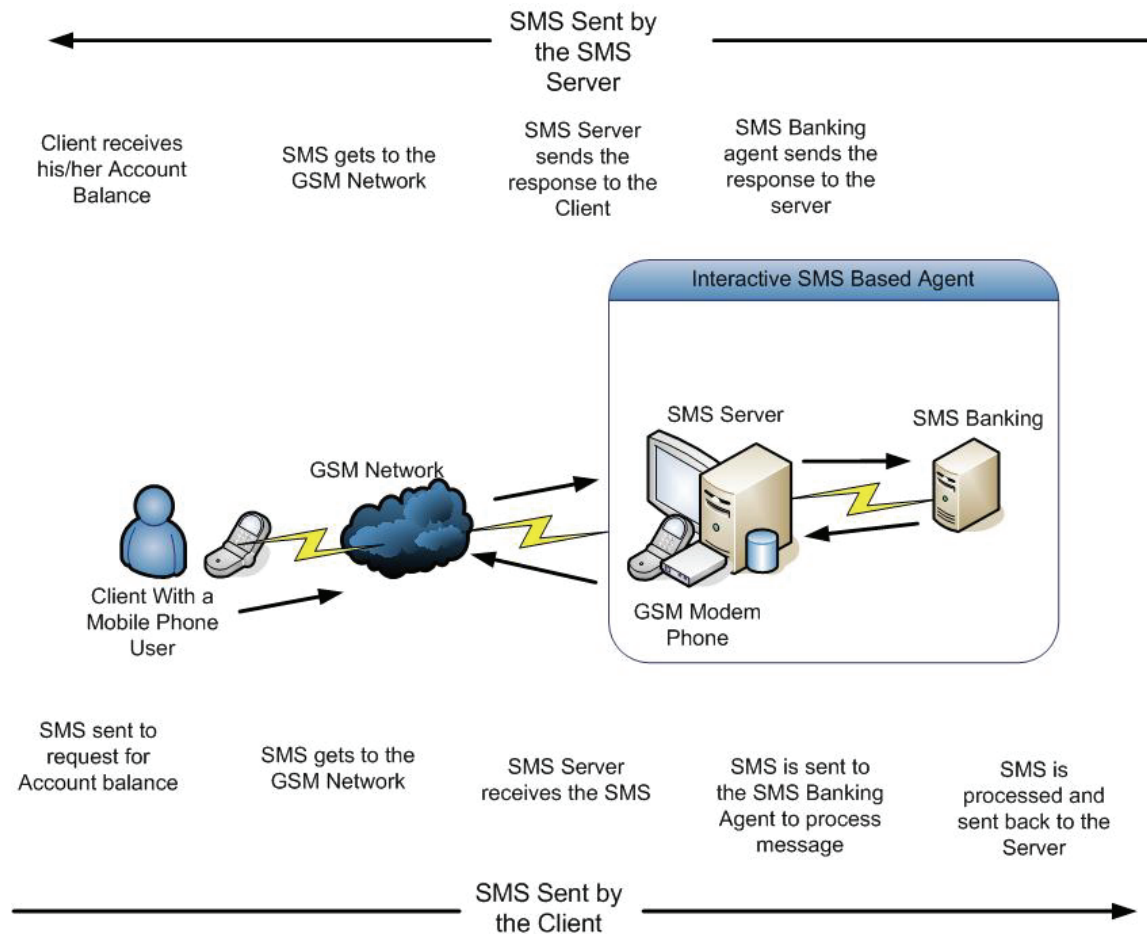 SMS Sent by
the SMS
Server
Client receives
his/her Account
Balance
SMS gets to the
GSM Network
SMS Server
sends the
response to the
Client
SMS Banking
agent sends the
response to the
server
Interactive SMS Based Agent
SMS Server
SMS Banking
GSM Network
Client With a
Mobile Phone
User
GSM Modem
Phone
SMS sent to
request for
Account balance
SMS gets to the
GSM Network
SMS Server
receives the SMS
SMS is sent to
the SMS Banking
Agent to process
message
SMS is
processed and
sent back to the
Server
SMS Sent by
the Client